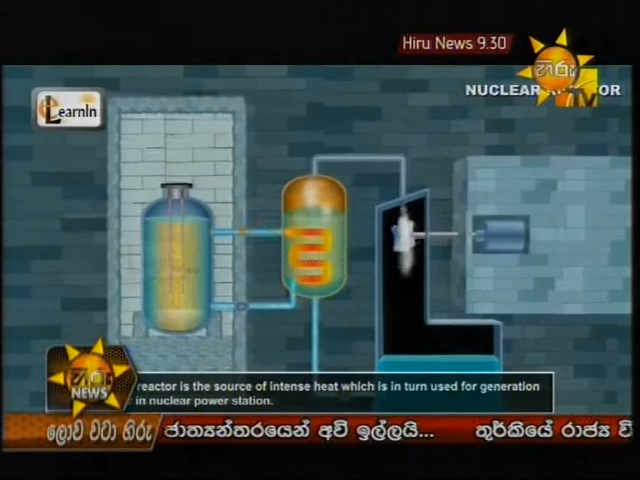 Hiru News 9.30
හිරු
TV
NUCLEAR
LearnIn
හිරු
NEWS
reactor is the source of intense heat which is in turn used for generation
in nuclear power station.
ලොව වටා හිරු
ජාත්‍යන්තරයෙන් අවි ඉල්ලයි... තුර්කියේ රාජ්‍ය වි